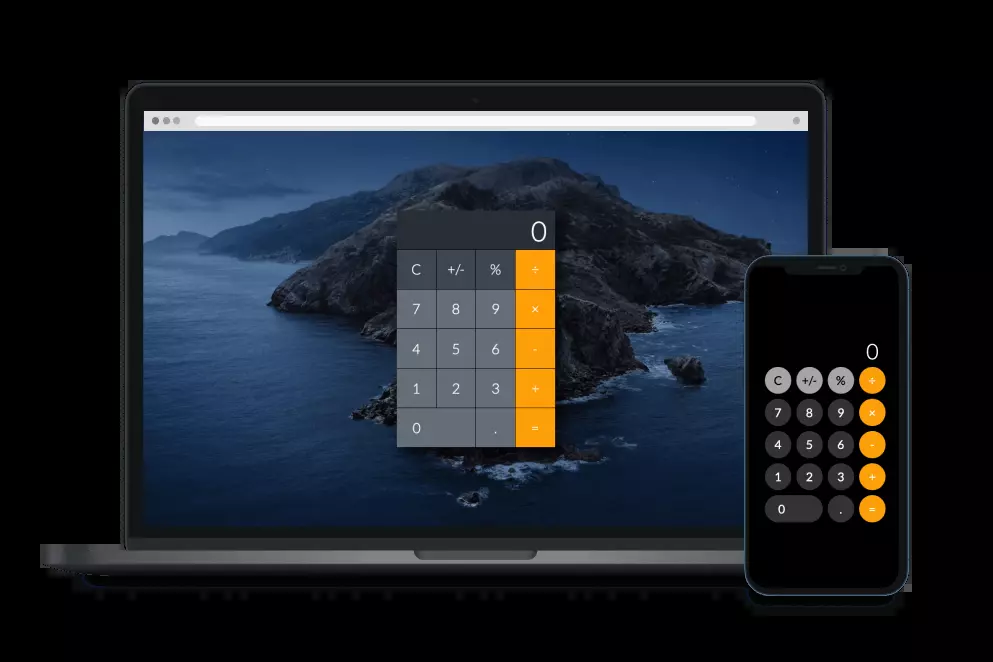 0
C +/- % ÷
7 8 9 ×
4 5 6 -
1 2 3 +
0 . =
0
C +/- % ÷
7 8 9 ×
4 5 6 -
1 2 3 +
0 . =